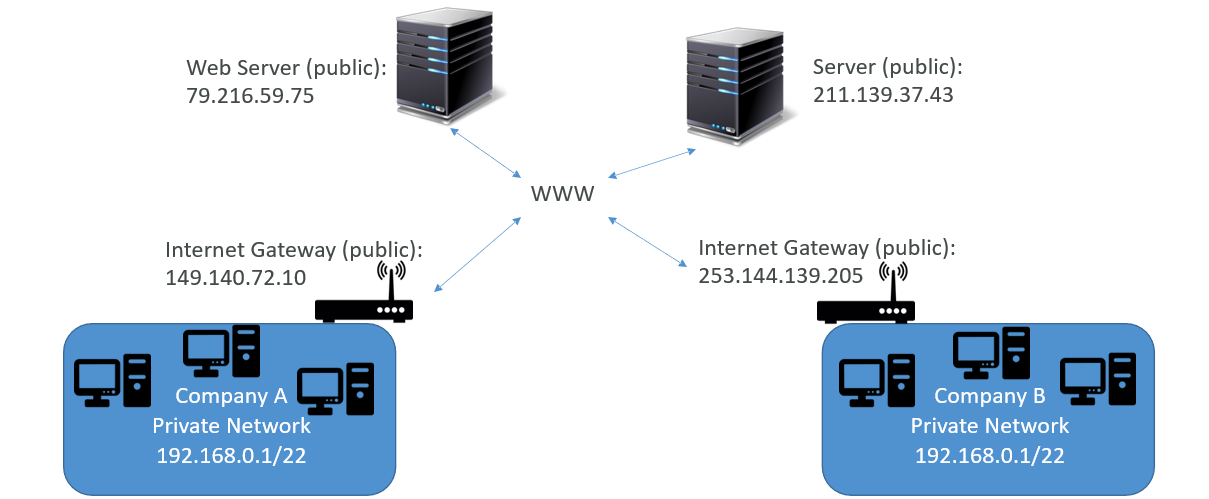 Web Server (public):
79.216.59.75
Server (public):
211.139.37.43
WWW
Internet Gateway (public):
149.140.72.10
Internet Gateway (public):
253.144.139.205
Company A
Private Network
192.168.0.1/22
Company B
Private Network
192.168.0.1/22